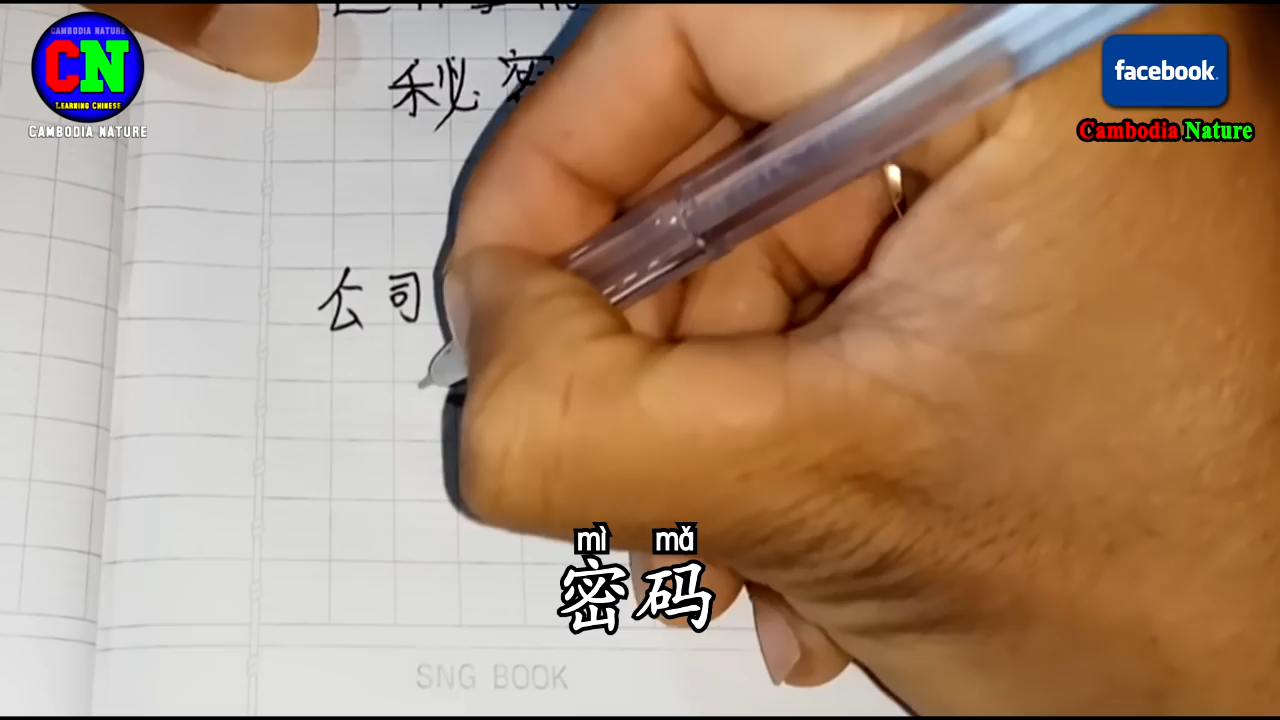 CAMBODIA NATURE
CN
LEARNING CHINESE
CAMBODIA NATURE
facebook
Cambodia Nature
秘密
公司
mì mǎ
密码
SNG BOOK